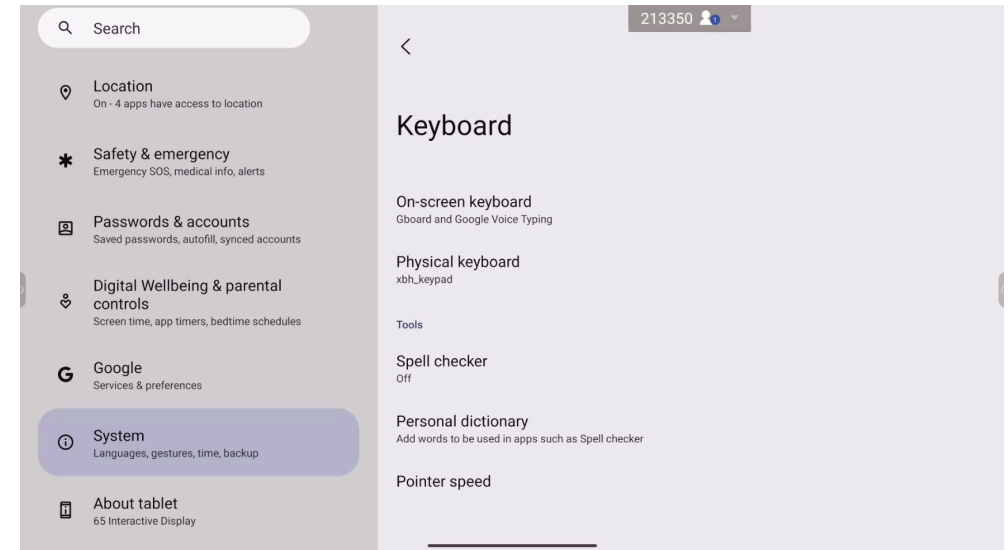 Search
Location
On - 4 apps have access to location
Safety & emergency
Emergency SOS, medical info, alerts
Passwords & accounts
Saved passwords, autofill, synced accounts
Digital Wellbeing & parental
controls
Screen time, app timers, bedtime schedules
Google
Services & preferences
System
Languages, gestures, time, backup
About tablet
65 Interactive Display
213350 1
Keyboard
On-screen keyboard
Gboard and Google Voice Typing
Physical keyboard
xbh_keypad
Tools
Spell checker
Off
Personal dictionary
Add words to be used in apps such as Spell checker
Pointer speed